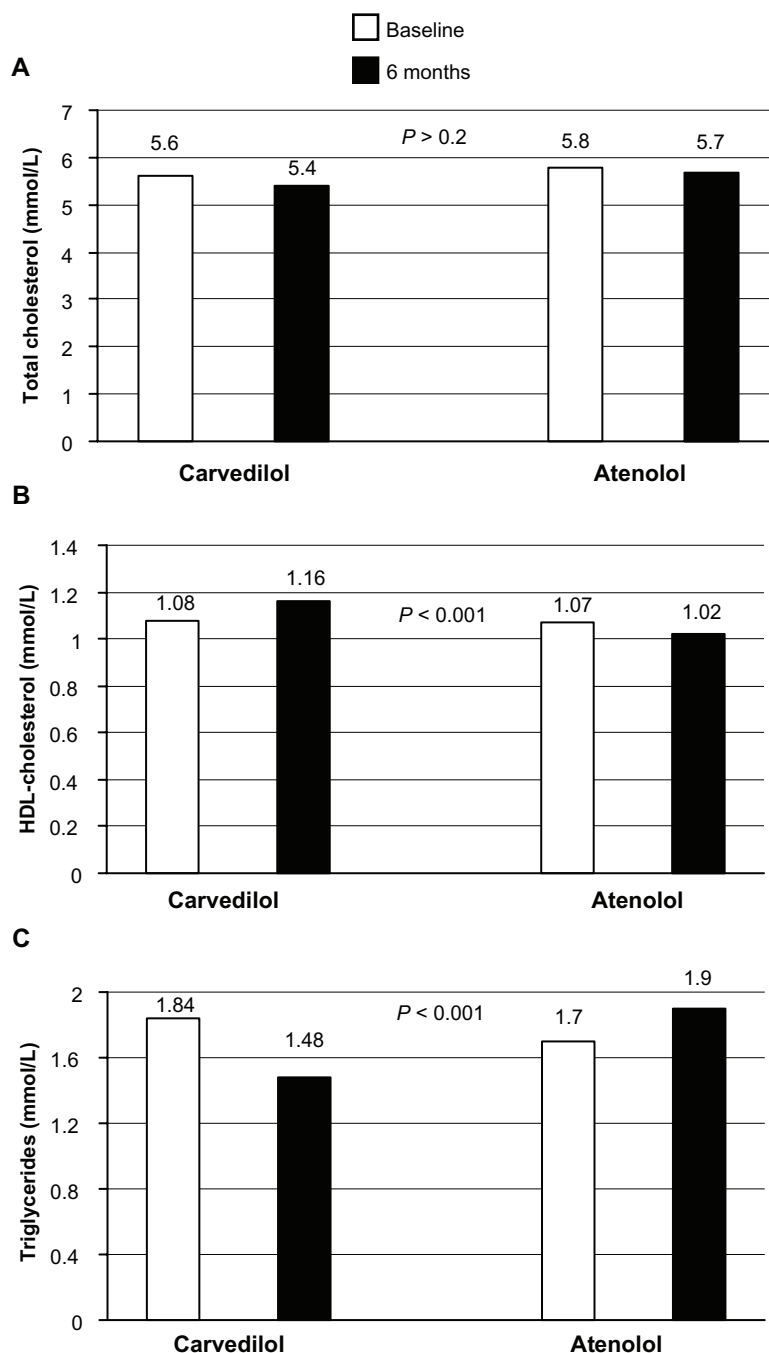 Baseline
6 months
A
Total cholesterol (mmol/L)
7
6
5
4
3
2
1
0
5.6
5.4
P > 0.2
5.8
5.7
Carvedilol
Atenolol
B
HDL-cholesterol (mmol/L)
1.4
1.2
1
0.8
0.6
0.4
0.2
0
1.08
1.16
P < 0.001
1.07
1.02
Carvedilol
Atenolol
C
Triglycerides (mmol/L)
2
1.6
1.2
0.8
0.4
0
1.84
1.48
P < 0.001
1.7
1.9
Carvedilol
Atenolol